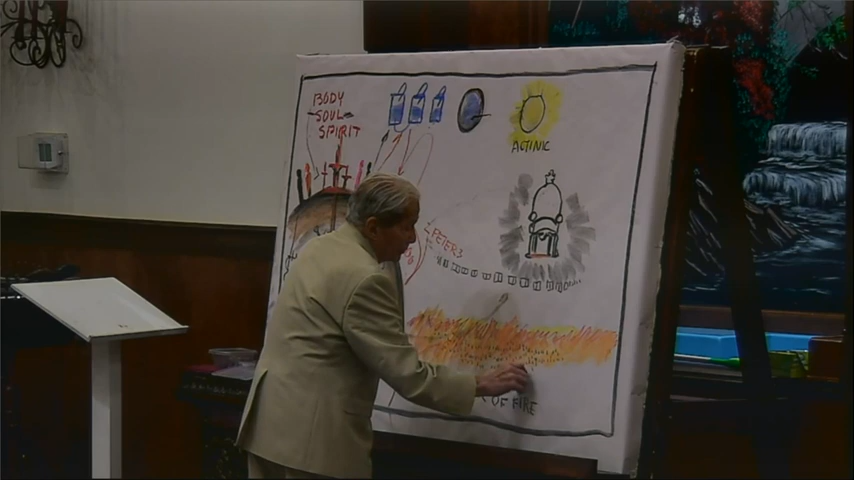 BODY
SOUL
SPIRIT
ACTINIC
PETER 3
OF FIRE